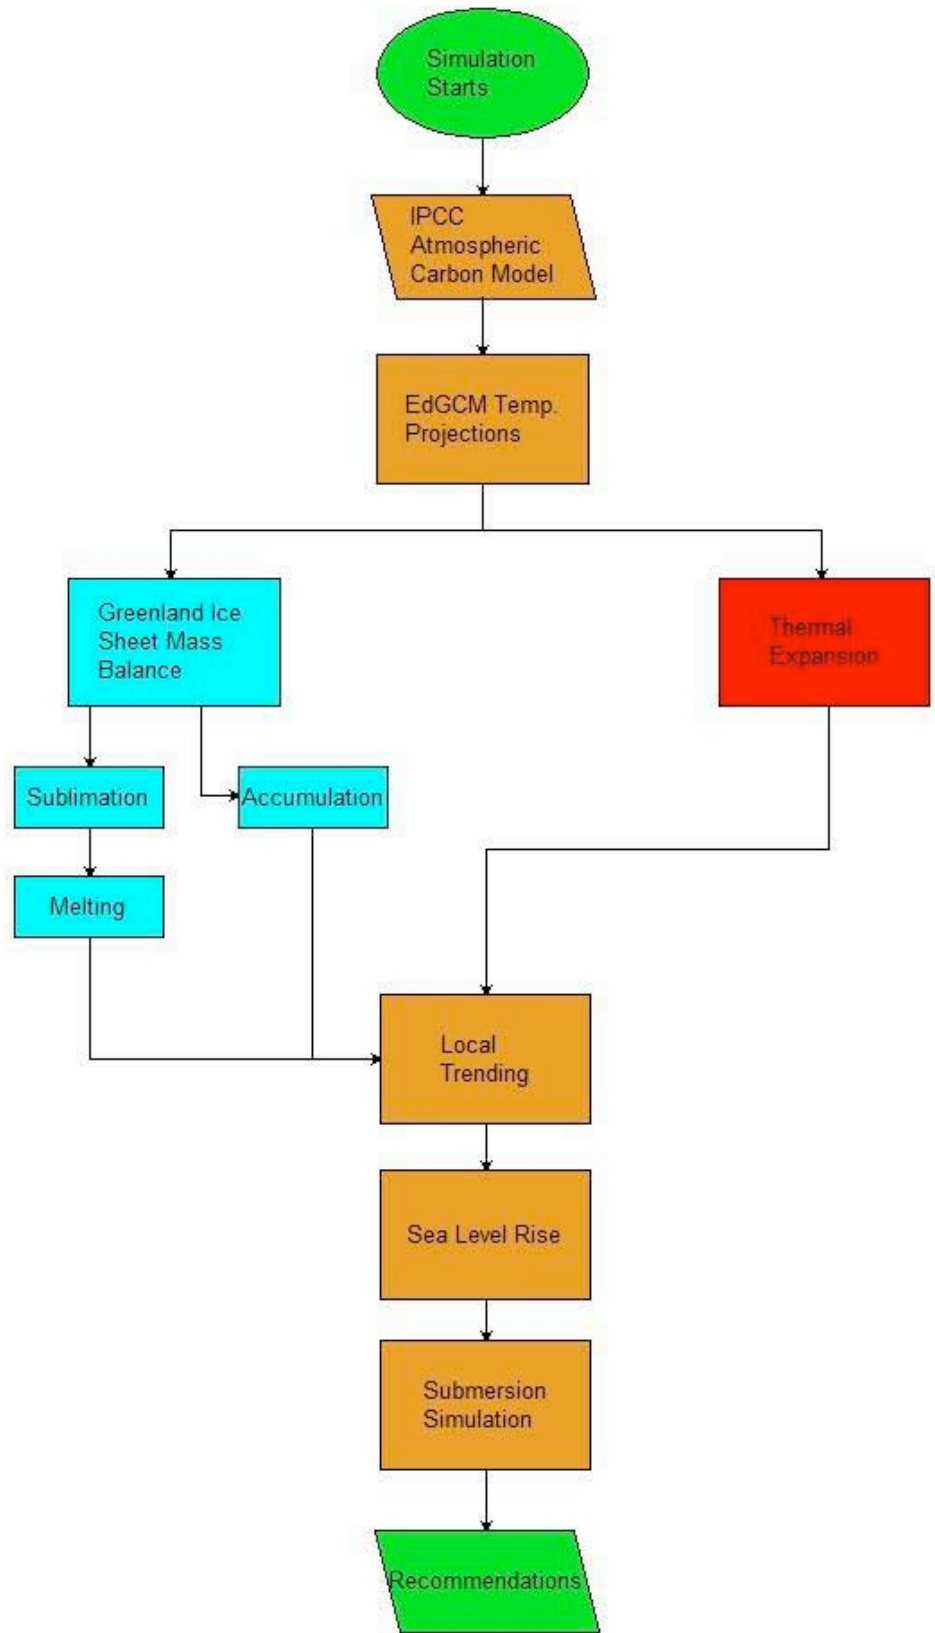 Simulation
Starts
IPCC
Atmospheric
Carbon Model
EdGCM Temp.
Projections
Greenland Ice
Sheet Mass
Balance
Thermal
Expansion
Sublimation
Accumulation
Melting
Local
Trending
Sea Level Rise
Submersion
Simulation
Recommendations